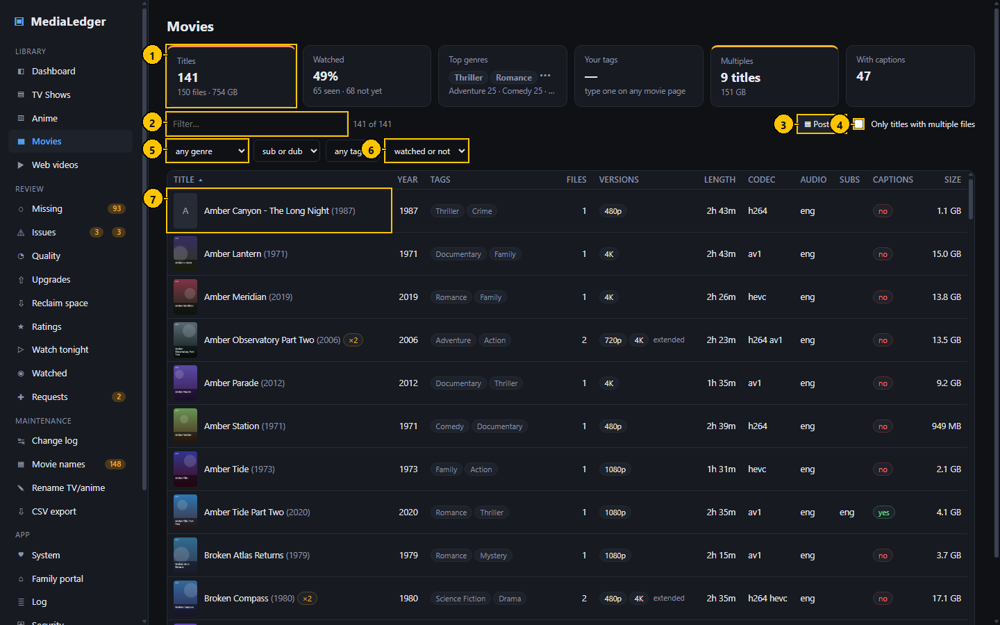 MediaLedger
LIBRARY
Dashboard
TV Shows
Anime
Movies
Web videos
REVIEW
Missing 93
Issues 3 3
Quality
Upgrades
Reclaim space
Ratings
Watch tonight
Watched
Requests 2
MAINTENANCE
Change log
Movie names 148
Rename TV/anime
CSV export
APP
System
Family portal
Log
Security
Movies
1
Titles
141
150 files · 754 GB
Watched
49%
65 seen · 68 not yet
Top genres
Thriller Romance ...
Adventure 25 · Comedy 25 · ...
Your tags
—
type one on any movie page
Multiples
9 titles
151 GB
With captions
47
2 Filter... 141 of 141 3 Post 4 Only titles with multiple files
5 any genre sub or dub any tag 6 watched or not
TITLE YEAR TAGS FILES VERSIONS LENGTH CODEC AUDIO SUBS CAPTIONS SIZE
7 A Amber Canyon - The Long Night (1987) 1987 Thriller Crime 1 480p 2h 43m h264 eng no 1.1 GB
Amber Lantern (1971) 1971 Documentary Family 1 4K 2h 43m av1 eng no 15.0 GB
Amber Meridian (2019) 2019 Romance Family 1 4K 2h 26m hevc eng no 13.8 GB
Amber Observatory Part Two (2006) ×2 2006 Adventure Action 2 720p 4K extended 2h 23m h264 av1 eng no 13.5 GB
Amber Parade (2012) 2012 Documentary Thriller 1 4K 1h 35m av1 eng no 9.2 GB
Amber Station (1971) 1971 Comedy Documentary 1 480p 2h 39m h264 eng no 949 MB
Amber Tide (1973) 1973 Family Action 1 1080p 1h 31m hevc eng no 2.1 GB
Amber Tide Part Two (2020) 2020 Romance Thriller 1 1080p 2h 35m av1 eng eng yes 4.1 GB
Broken Atlas Returns (1979) 1979 Romance Mystery 1 1080p 2h 15m av1 eng no 3.7 GB
Broken Compass (1980) ×2 1980 Science Fiction Drama 2 480p 4K extended 2h 35m h264 hevc eng no 17.1 GB